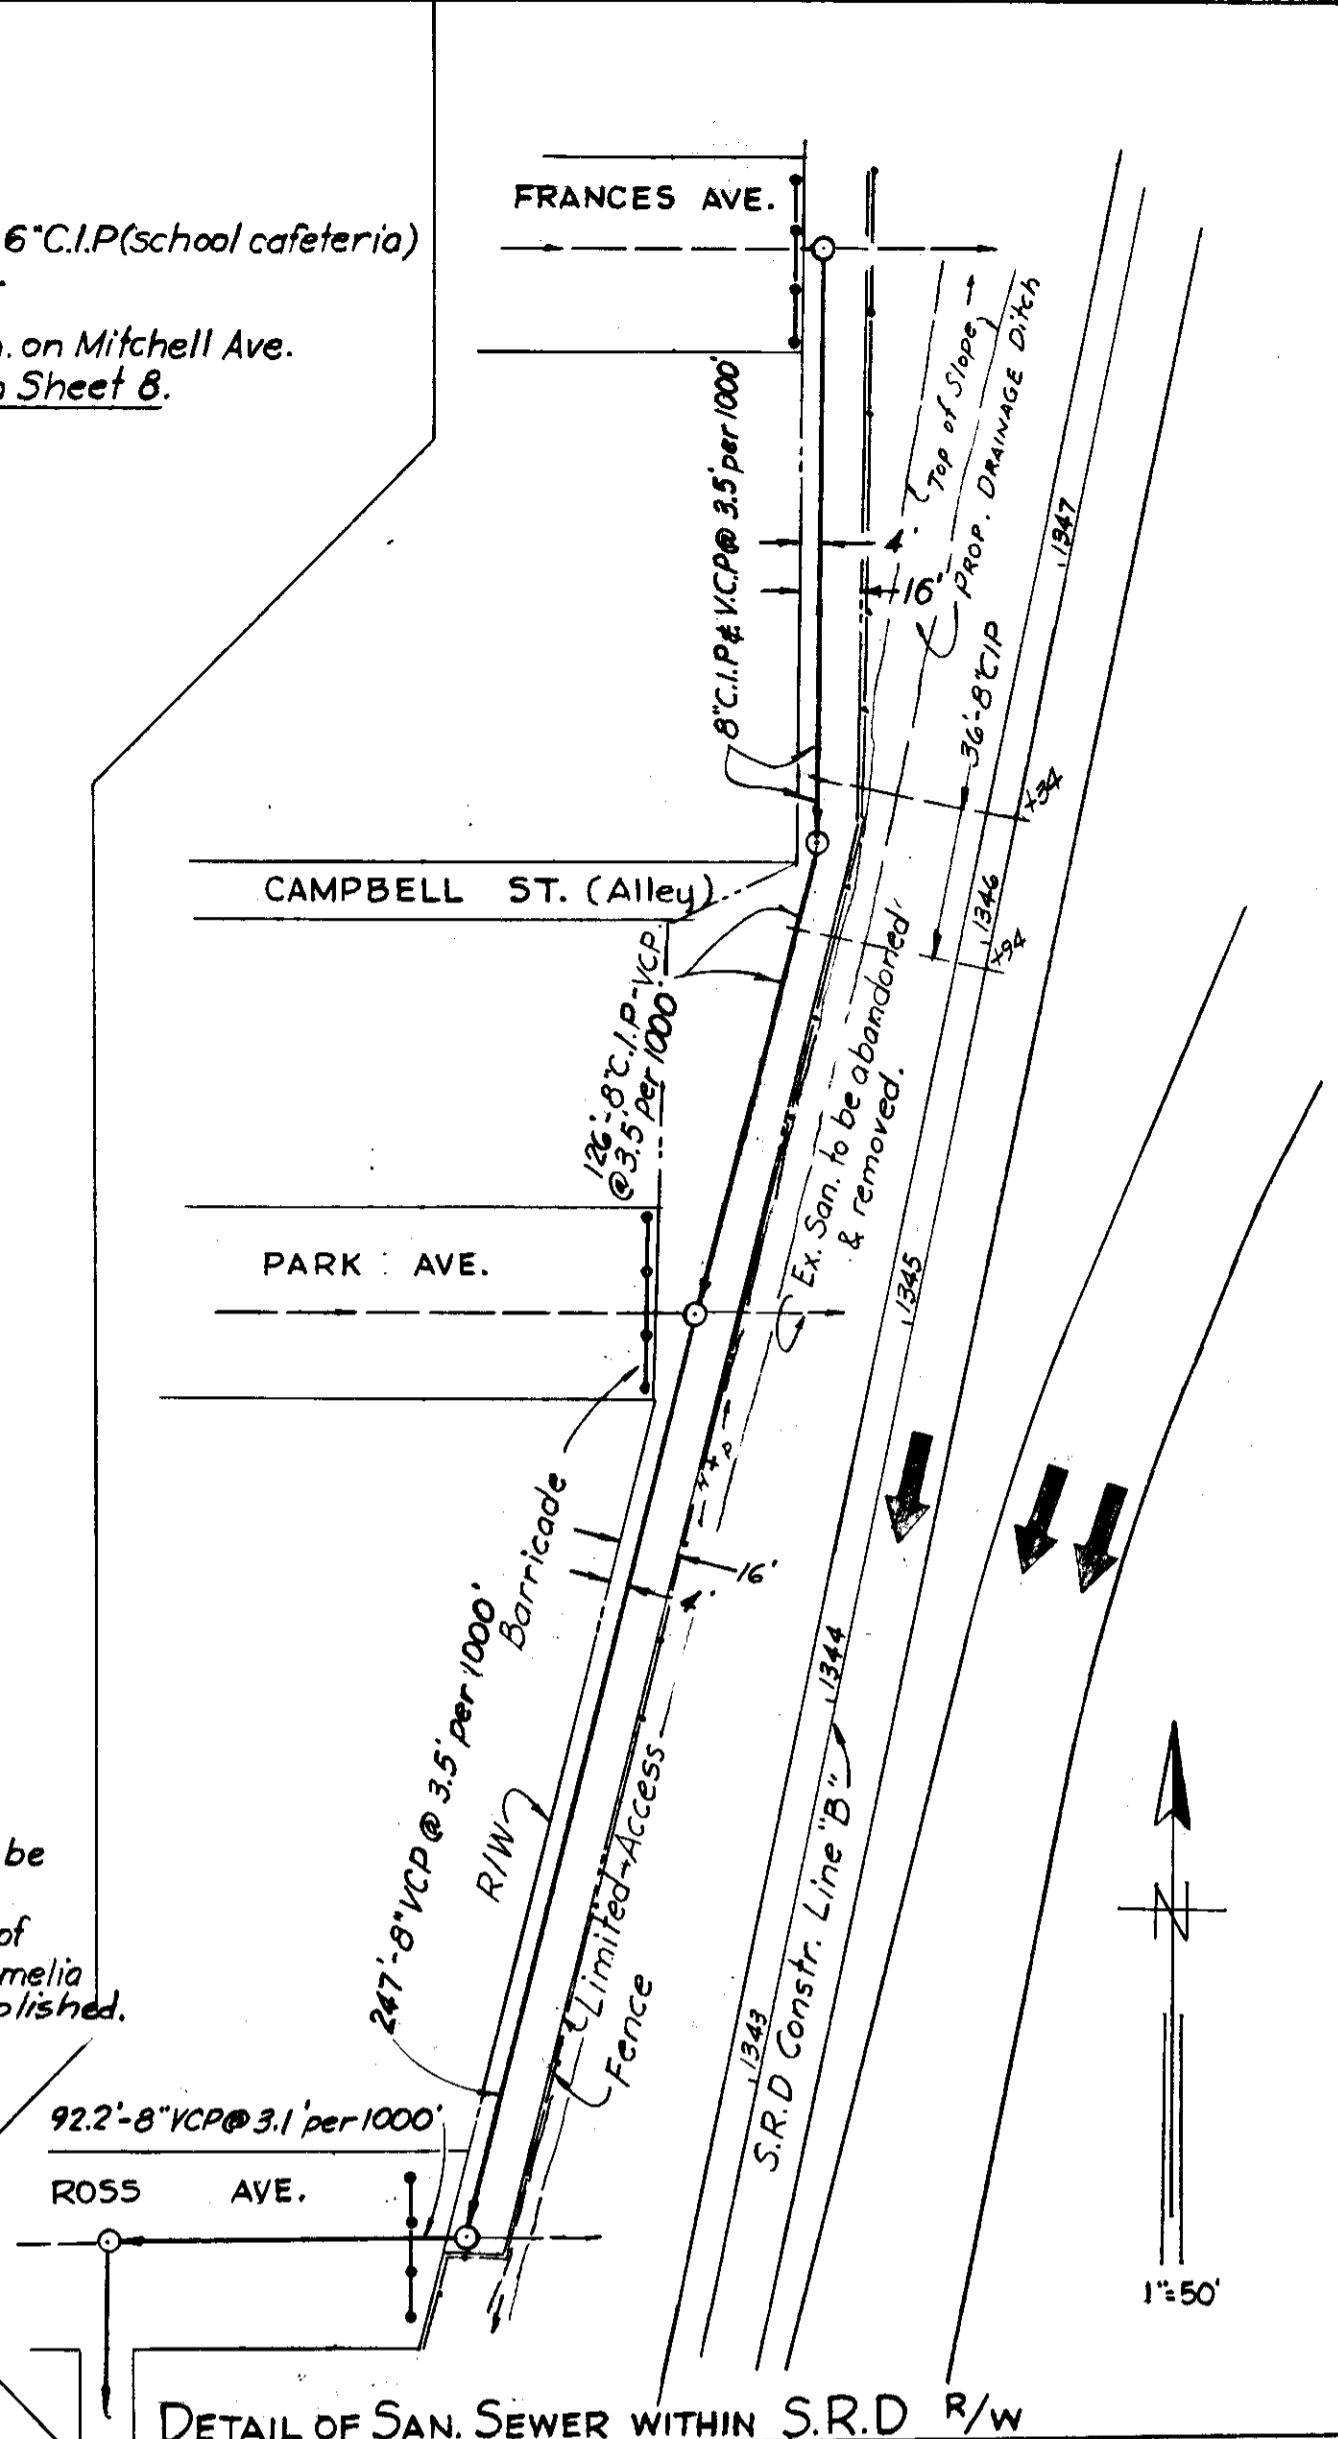 FRANCES AVE.
6"C.I.P(school cafeteria)
. on Mitchell Ave.
Sheet 8.
Top of Slope
PROP. DRAINAGE Ditch
8"C.I.P & V.C.P@ 3.5' per 1000'
1347
16'
36'-8"CIP
+34
CAMPBELL ST. (Alley)
1346
+94
126'-8"C.I.P-VCP
@3.5' per 1000'
Ex. San. to be abandoned
& removed.
PARK AVE.
1345
Barricade
16'
247'-8"VCP@ 3.5' per 1000'
R/W
1344
Limited Access
Fence
S.R.D Constr. Line "B"
1343
be
of
melia
lished.
N
92.2'-8"VCP@ 3.1' per 1000'
ROSS AVE.
1"=50'
DETAIL OF SAN. SEWER WITHIN S.R.D R/W